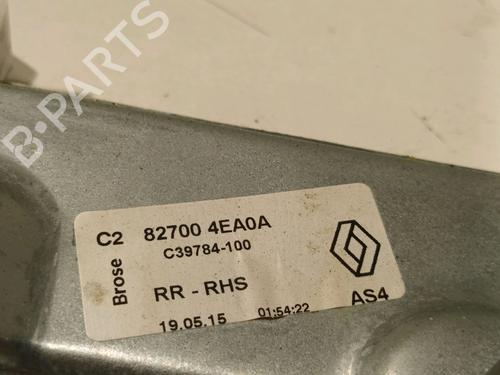 B-PARTS
C2 82700 4EA0A
C39784-100
Brose
RR - RHS
19.05.15 01:54:22
AS4